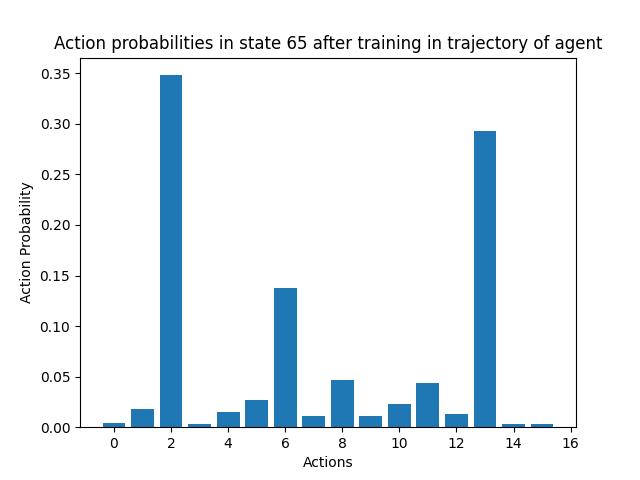 Action probabilities in state 65 after training in trajectory of agent
0.35
0.30
0.25
0.20
0.15
0.10
0.05
0.00
Action Probability
0 2 4 6 8 10 12 14 16
Actions